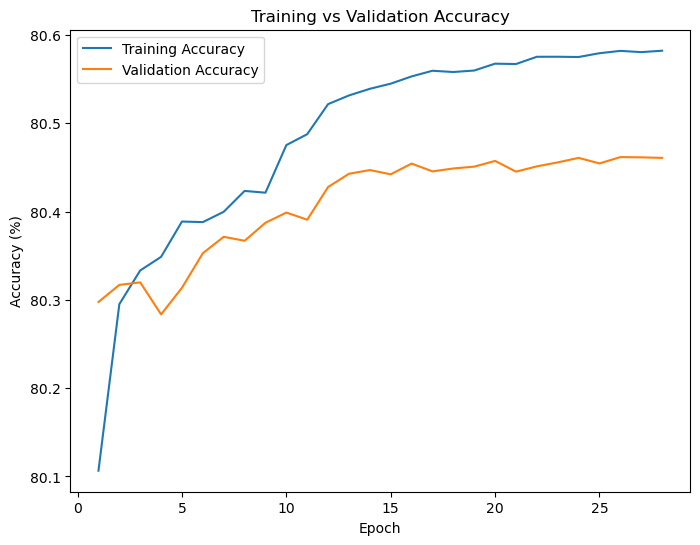 Training vs Validation Accuracy
Training Accuracy
Validation Accuracy
80.6
80.5
80.4
80.3
80.2
80.1
Accuracy (%)
0 5 10 15 20 25
Epoch